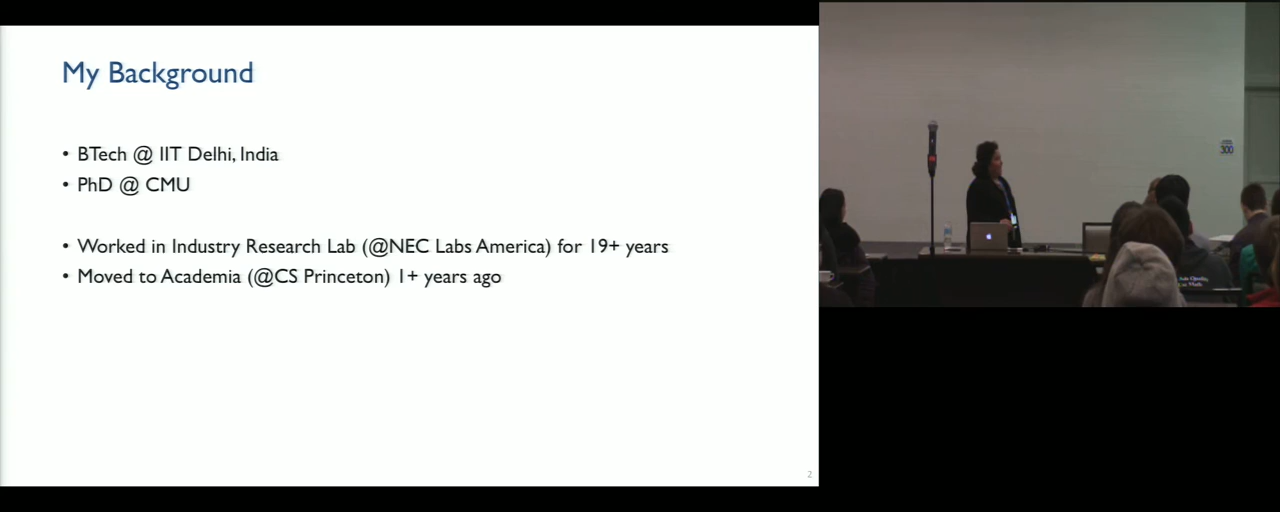 My Background
• BTech @ IIT Delhi, India
• PhD @ CMU
• Worked in Industry Research Lab (@NEC Labs America) for 19+ years
• Moved to Academia (@CS Princeton) 1+ years ago
2
300